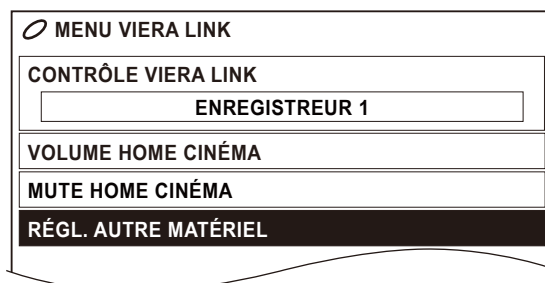 MENU VIERA LINK
CONTRÔLE VIERA LINK
ENREGISTREUR 1
VOLUME HOME CINÉMA
MUTE HOME CINÉMA
RÉGL. AUTRE MATÉRIEL